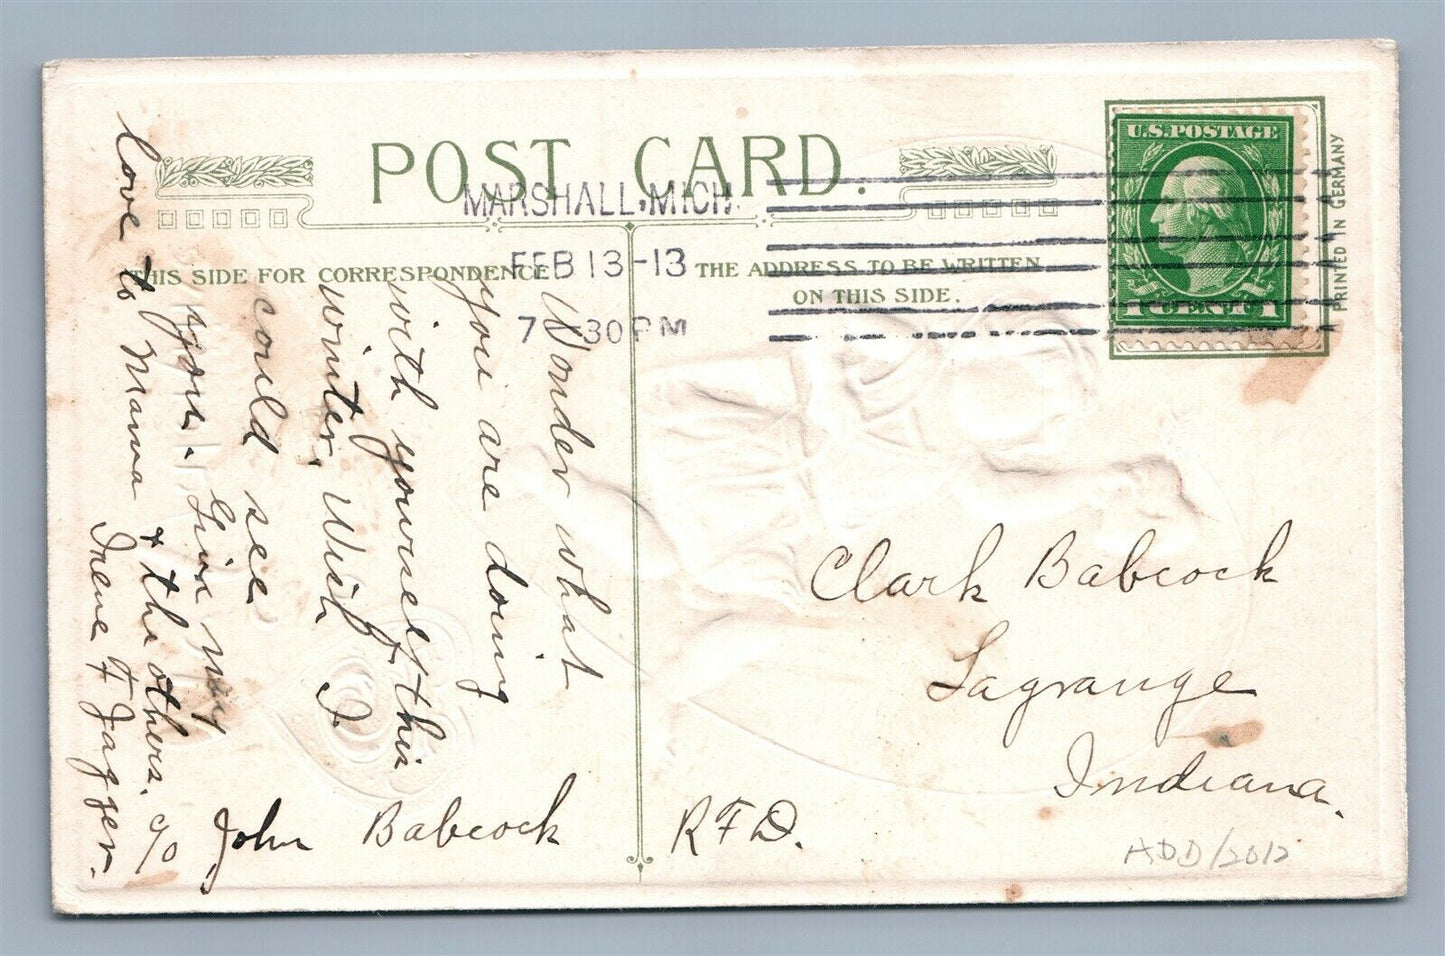 POST CARD.
MARSHALL. MICH
FEB 13-13
7 -30 PM
THIS SIDE FOR CORRESPONDENCE
THE ADDRESS TO BE WRITTEN
ON THIS SIDE.
U.S. POSTAGE
1 CENT 1
PRINTED IN GERMANY
Wonder what
you are doing
with yourself this
winter. Wish I
could see
you. Give my
love to Mama & the others.
Irene F Jagger.
c/o John Babcock
RFD.
Clark Babcock
Lagrange
Indiana.
ADD/2012